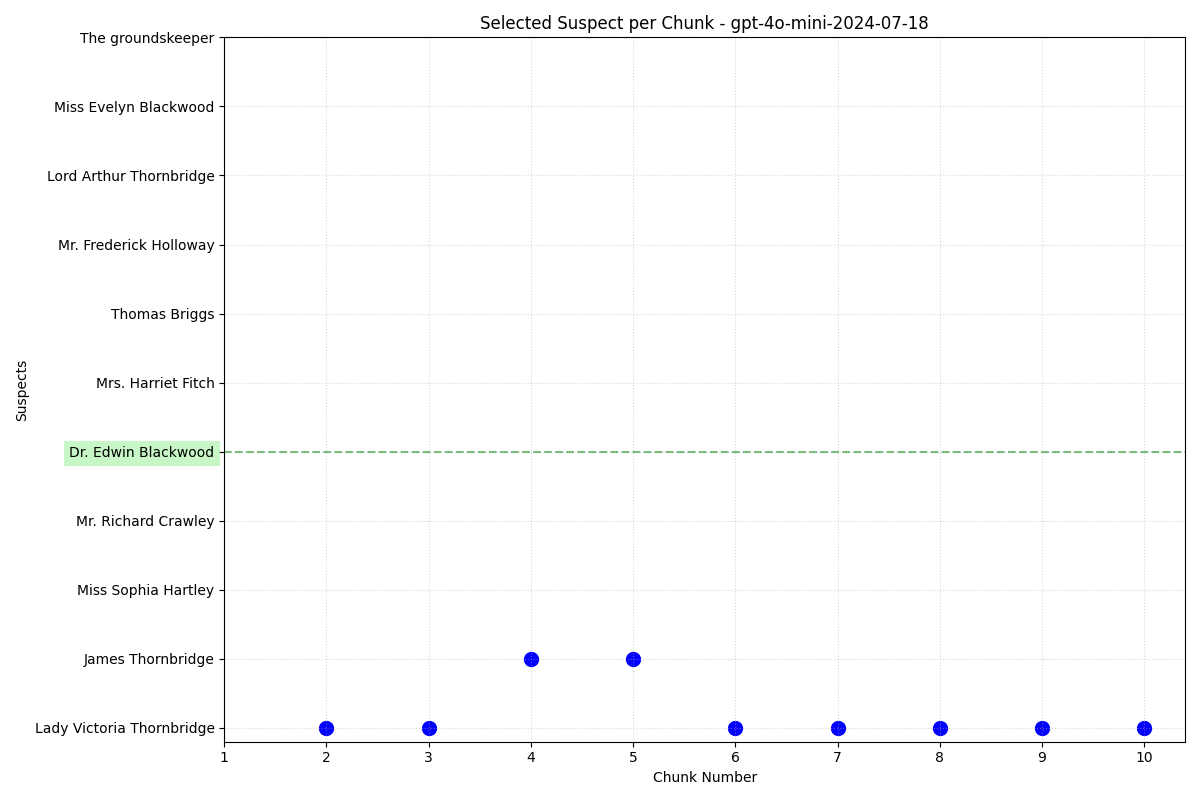 Selected Suspect per Chunk - gpt-4o-mini-2024-07-18
The groundskeeper
Miss Evelyn Blackwood
Lord Arthur Thornbridge
Mr. Frederick Holloway
Thomas Briggs
Mrs. Harriet Fitch
Dr. Edwin Blackwood
Mr. Richard Crawley
Miss Sophia Hartley
James Thornbridge
Lady Victoria Thornbridge
Suspects
1 2 3 4 5 6 7 8 9 10
Chunk Number